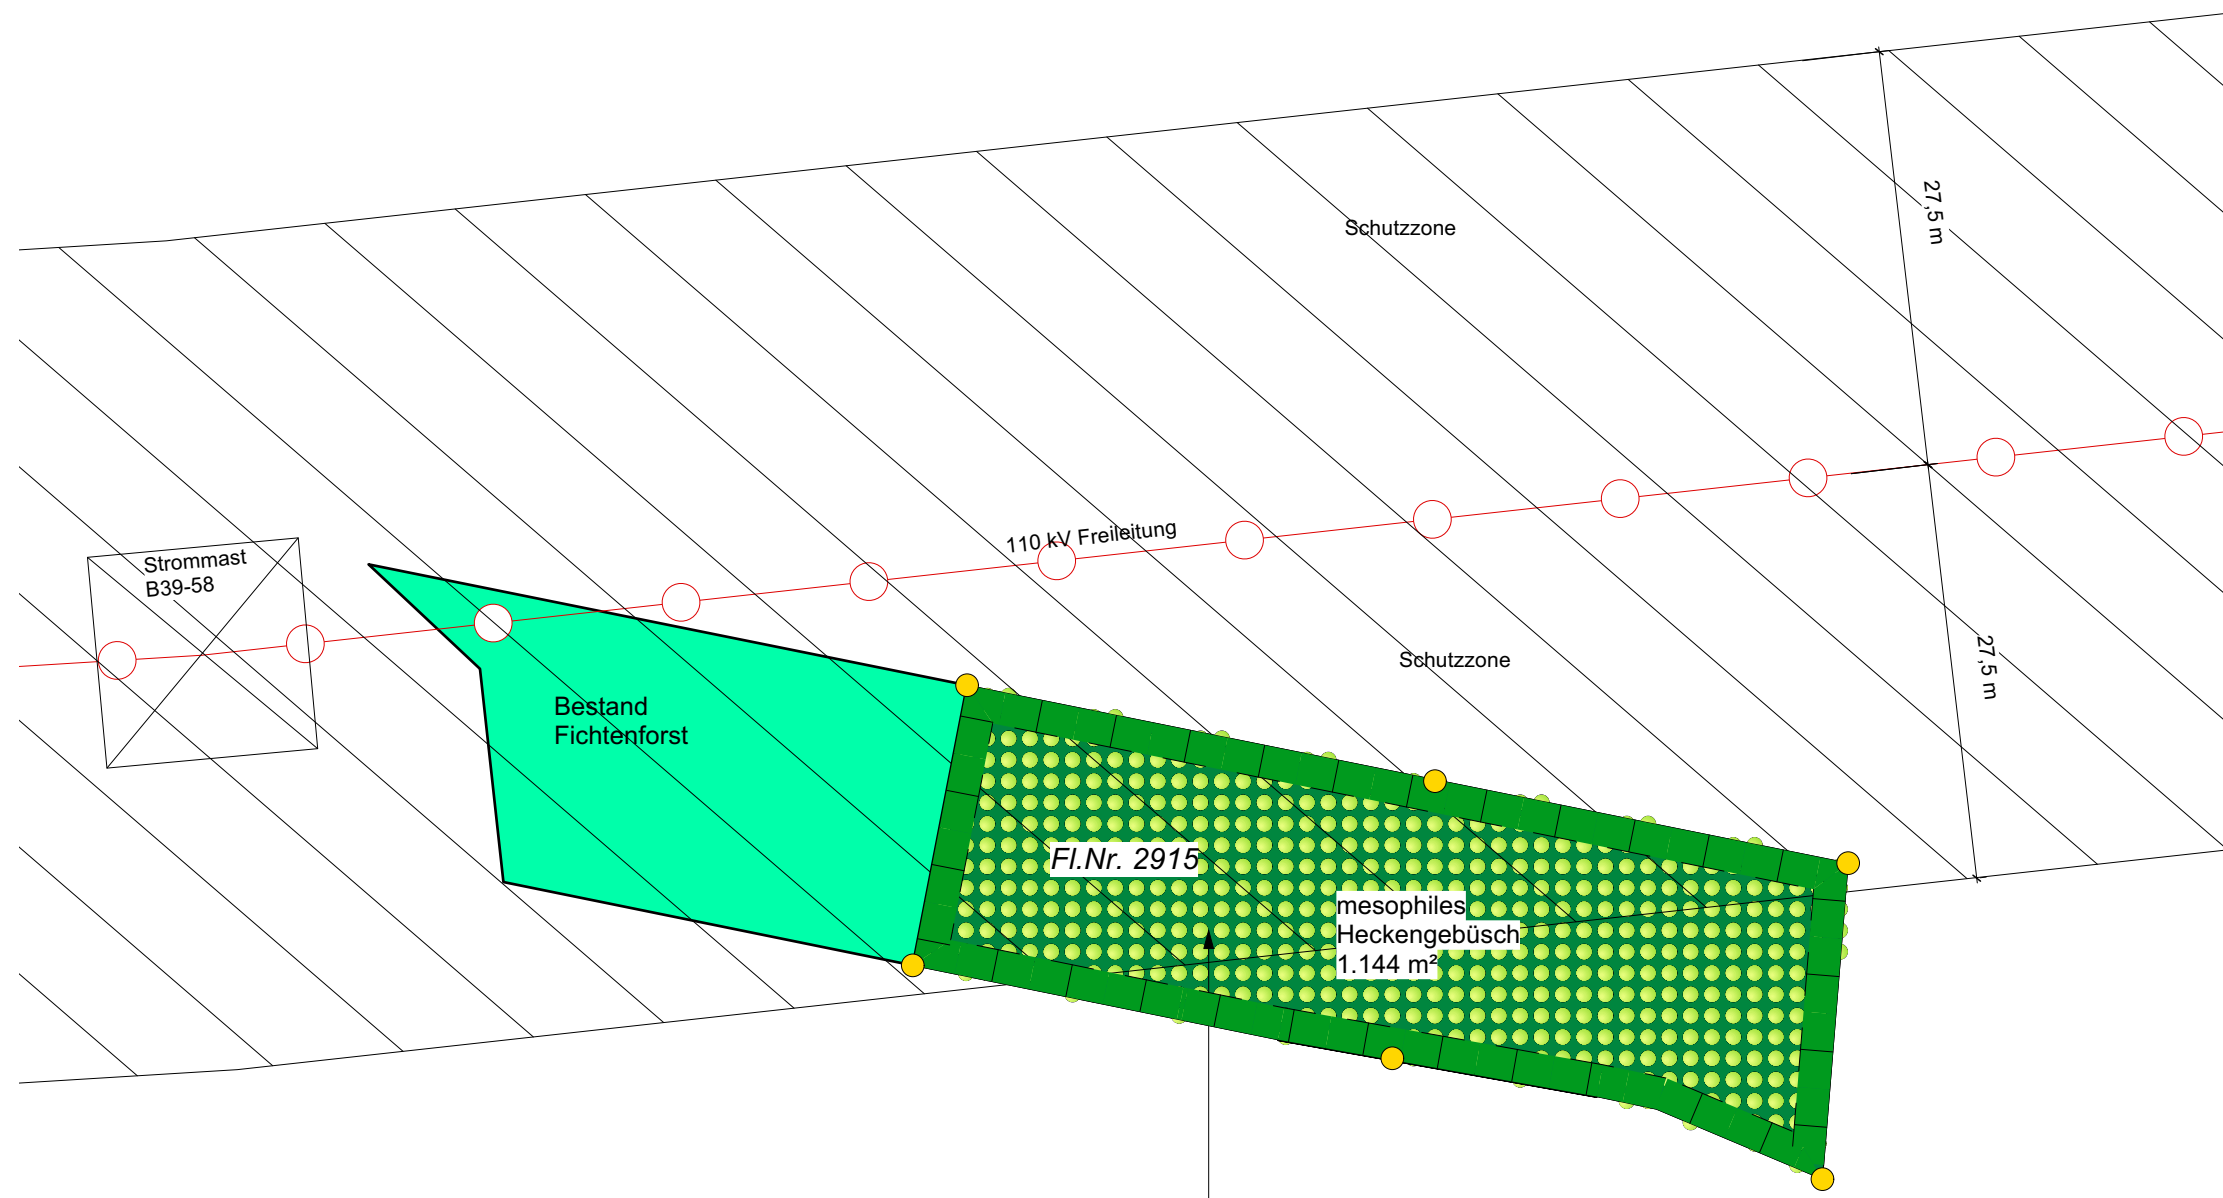 27,5 m
Schutzzone
110 kV Freileitung
Strommast
B39-58
27,5 m
Schutzzone
Bestand
Fichtenforst
Fl.Nr. 2915
mesophiles
Heckengebüsch
1.144 m²